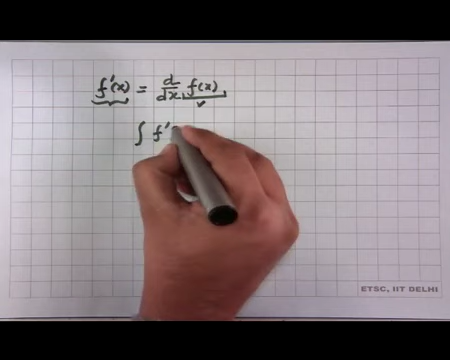 f'(x) = d/dx f(x)
∫ f'
ETSC, IIT DELHI